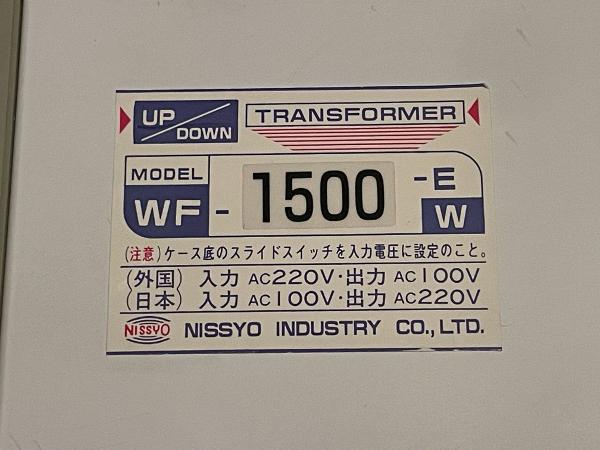 UP/DOWN TRANSFORMER
MODEL
WF-1500-E
W
(注意)ケース底のスライドスイッチを入力電圧に設定のこと。
(外国) 入力 AC220V・出力 AC100V
(日本) 入力 AC100V・出力 AC220V
NISSYO NISSYO INDUSTRY CO.,LTD.